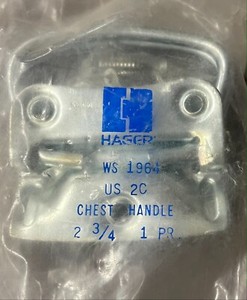 HAGER
WS 1964
US 2C
CHEST HANDLE
2 3/4 1 PR.